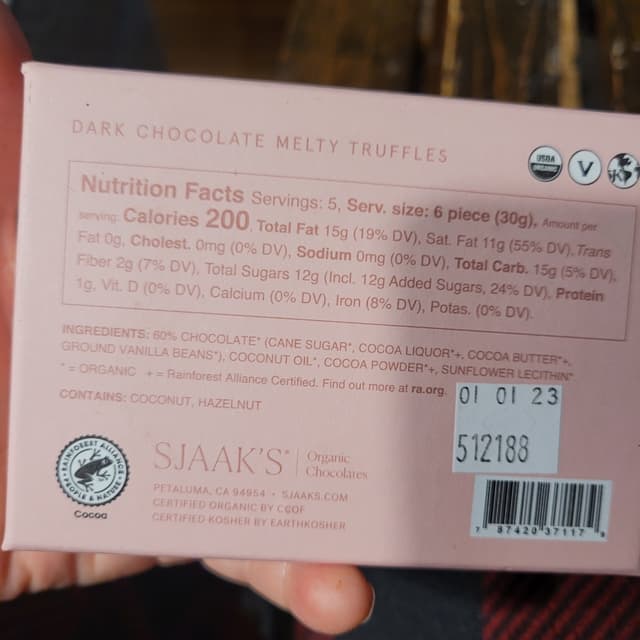 DARK CHOCOLATE MELTY TRUFFLES
USDA
ORGANIC
V
Nutrition Facts Servings: 5, Serv. size: 6 piece (30g), Amount per
serving: Calories 200, Total Fat 15g (19% DV), Sat. Fat 11g (55% DV), Trans
Fat 0g, Cholest. 0mg (0% DV), Sodium 0mg (0% DV), Total Carb. 15g (5% DV),
Fiber 2g (7% DV), Total Sugars 12g (Incl. 12g Added Sugars, 24% DV), Protein
1g, Vit. D (0% DV), Calcium (0% DV), Iron (8% DV), Potas. (0% DV).
INGREDIENTS: 60% CHOCOLATE* (CANE SUGAR*, COCOA LIQUOR*+, COCOA BUTTER*+,
GROUND VANILLA BEANS*), COCONUT OIL*, COCOA POWDER*+, SUNFLOWER LECITHIN*
* = ORGANIC + = Rainforest Alliance Certified. Find out more at ra.org.
CONTAINS: COCONUT, HAZELNUT
01 01 23
512188
RAINFOREST ALLIANCE
PEOPLE & NATURE
Cocoa
SJAAK'S® Organic
Chocolates
PETALUMA, CA 94954 • SJAAKS.COM
CERTIFIED ORGANIC BY CCOF
CERTIFIED KOSHER BY EARTHKOSHER
7 87420 37117 9